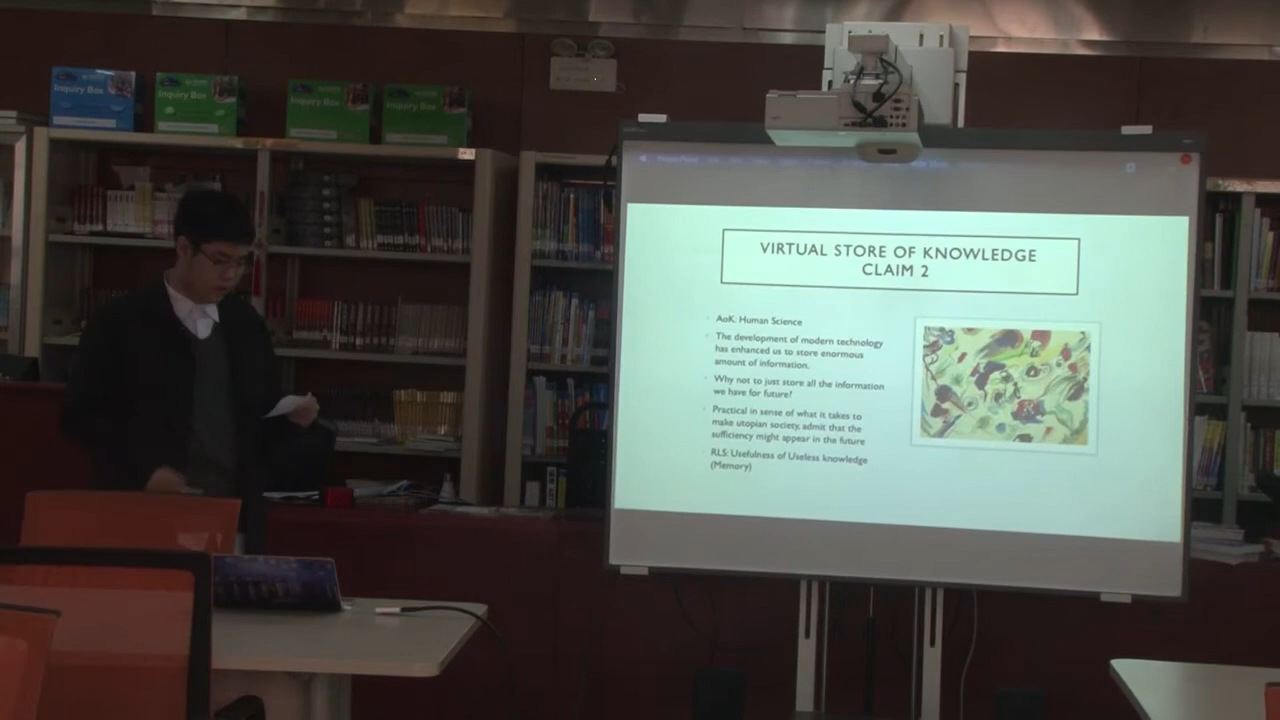 Inquiry Box
Inquiry Box
Inquiry Box
Inquiry Box
PowerPoint
VIRTUAL STORE OF KNOWLEDGE
CLAIM 2
AoK: Human Science
The development of modern technology
has enhanced us to store enormous
amount of information.
Why not to just store all the information
we have for future?
Practical in sense of what it takes to
make utopian society, admit that the
sufficiency might appear in the future
RLS: Usefulness of Useless knowledge
(Memory)